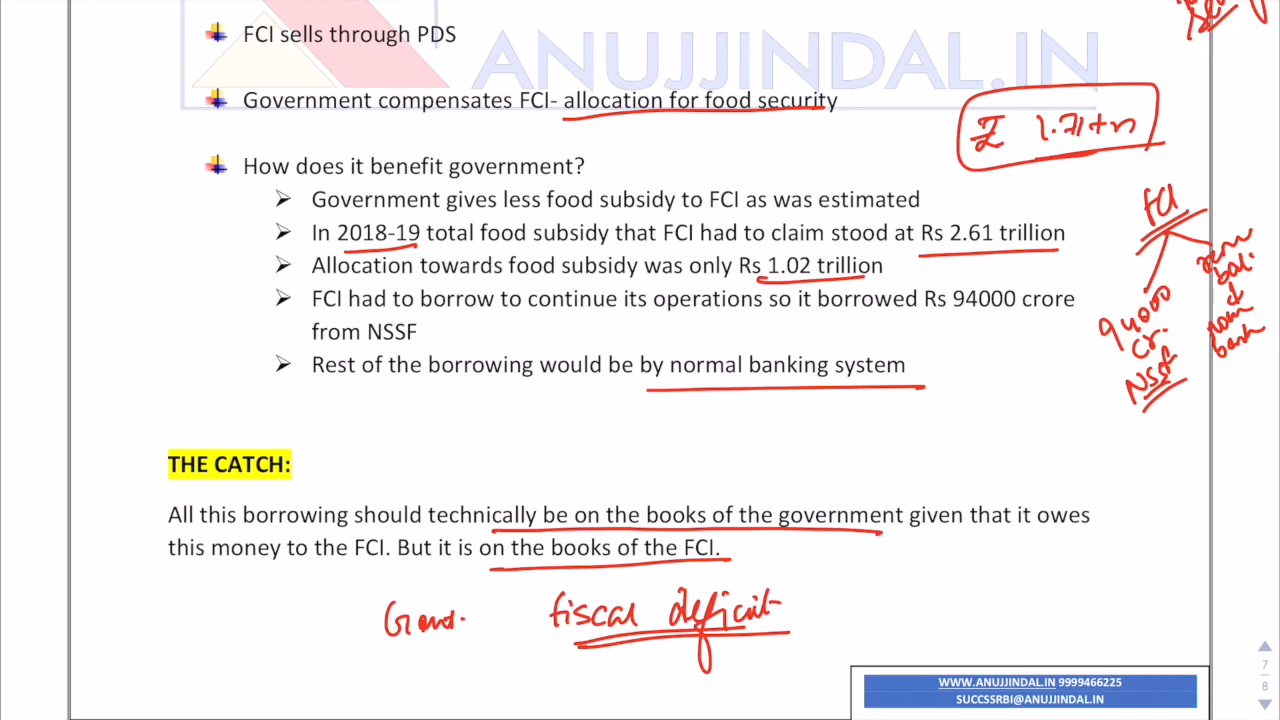 FCI sells through PDS
ANUJJINDAL.IN
Government compensates FCI- allocation for food security
₹ 1.71 trn
How does it benefit government?
Government gives less food subsidy to FCI as was estimated
FCI
In 2018-19 total food subsidy that FCI had to claim stood at Rs 2.61 trillion
Allocation towards food subsidy was only Rs 1.02 trillion
FCI had to borrow to continue its operations so it borrowed Rs 94000 crore
from NSSF
94000
cr.
NSSF
bank
Rest of the borrowing would be by normal banking system
THE CATCH:
All this borrowing should technically be on the books of the government given that it owes
this money to the FCI. But it is on the books of the FCI.
Govt. fiscal deficit
7
8
WWW.ANUJJINDAL.IN 9999466225
SUCCSSRBI@ANUJJINDAL.IN